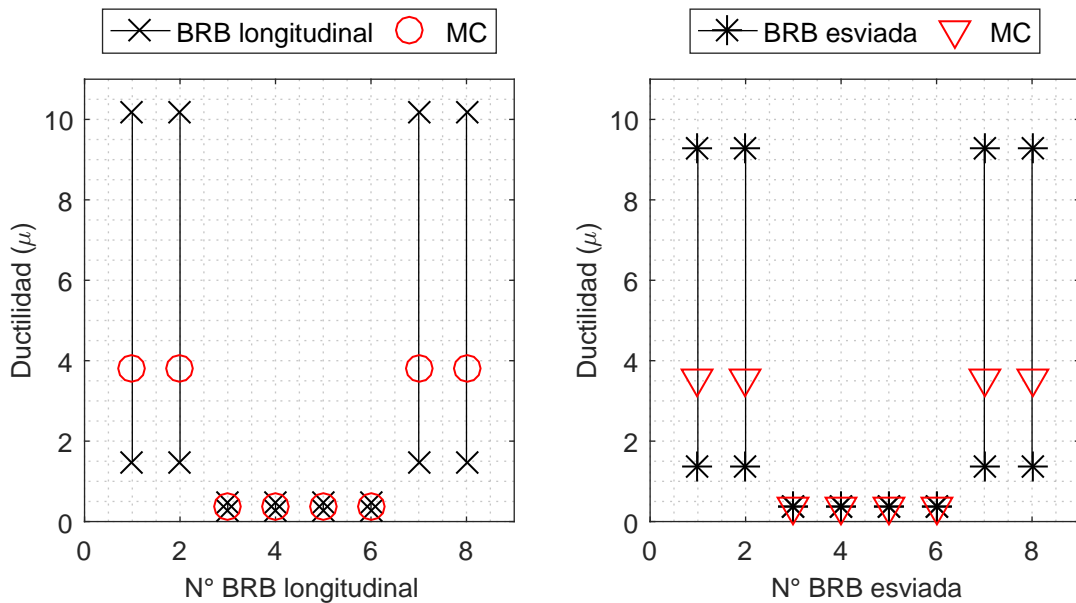 BRB longitudinal MC
Ductilidad (μ)
10
8
6
4
2
0
0 2 4 6 8
N° BRB longitudinal
BRB esviada MC
Ductilidad (μ)
10
8
6
4
2
0
0 2 4 6 8
N° BRB esviada